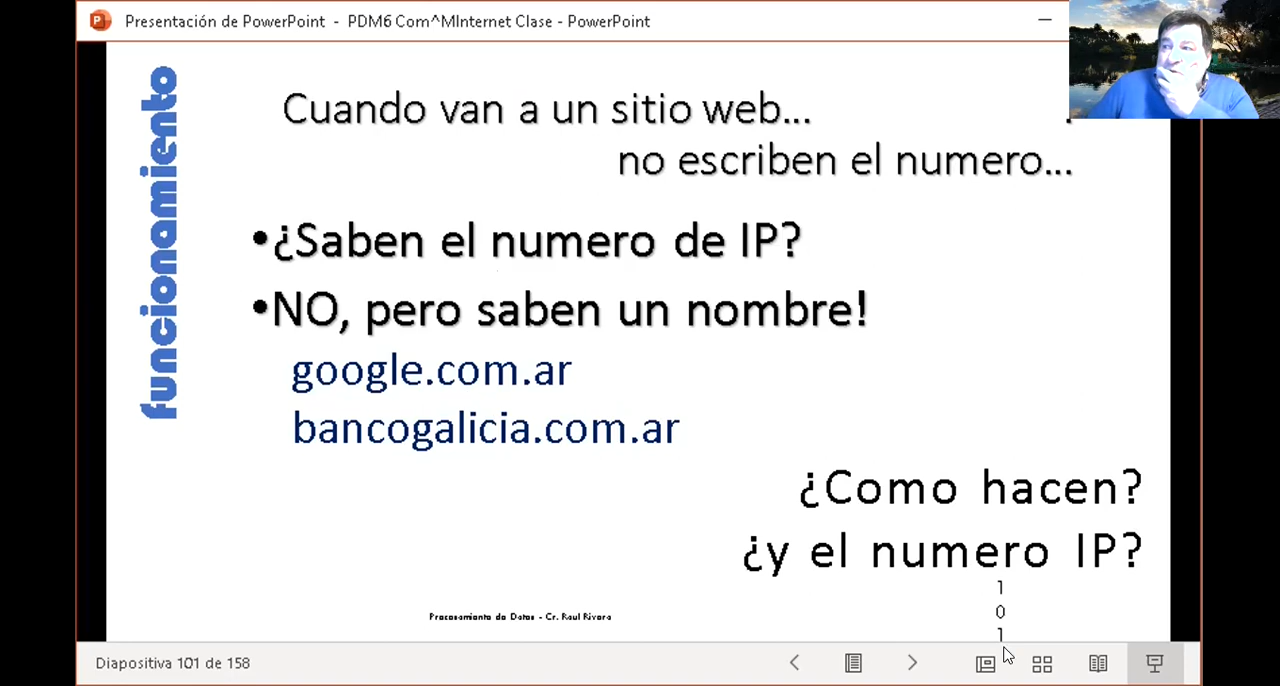 Presentación de PowerPoint - PDM6 Com^MInternet Clase - PowerPoint
funcionamiento
Cuando van a un sitio web...
no escriben el numero...
•¿Saben el numero de IP?
•NO, pero saben un nombre!
google.com.ar
bancogalicia.com.ar
¿Como hacen?
¿y el numero IP?
1
0
1
Procesamiento de Datos - Cr. Raul Rivera
Diapositiva 101 de 158